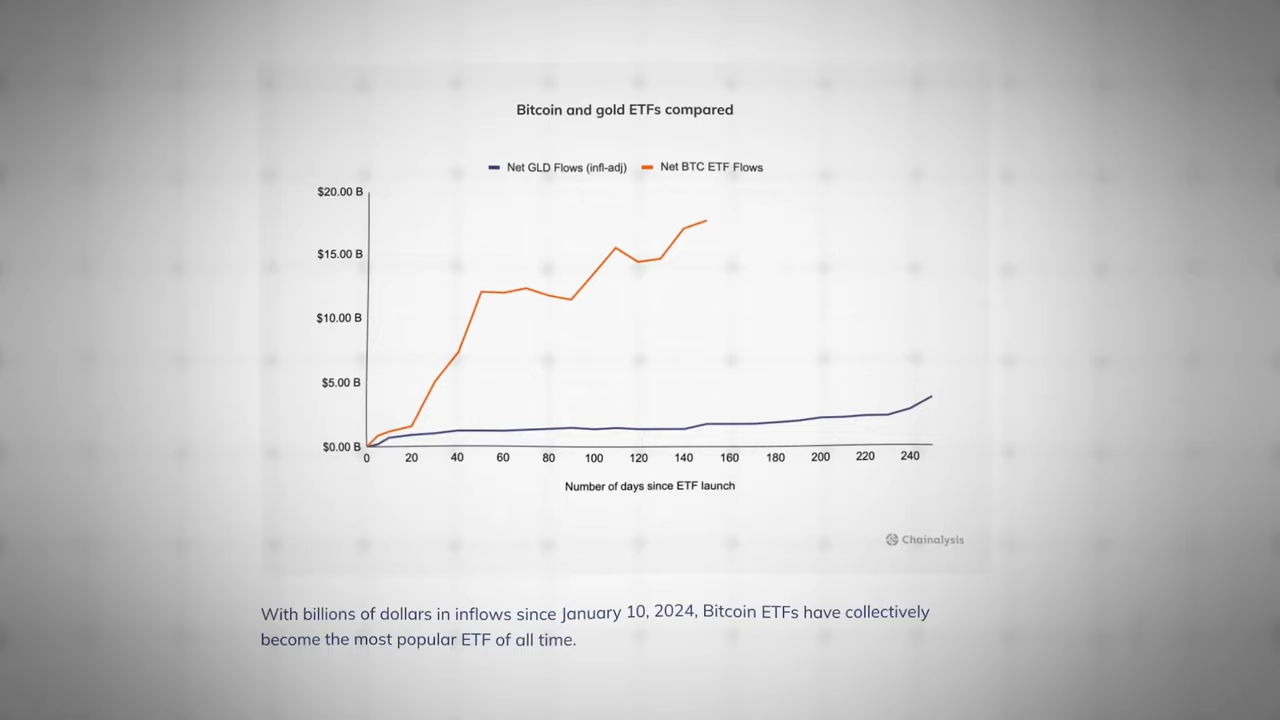 Bitcoin and gold ETFs compared
Net GLD Flows (infl-adj) Net BTC ETF Flows
$20.00 B
$15.00 B
$10.00 B
$5.00 B
$0.00 B
0 20 40 60 80 100 120 140 160 180 200 220 240
Number of days since ETF launch
Chainalysis
With billions of dollars in inflows since January 10, 2024, Bitcoin ETFs have collectively
become the most popular ETF of all time.